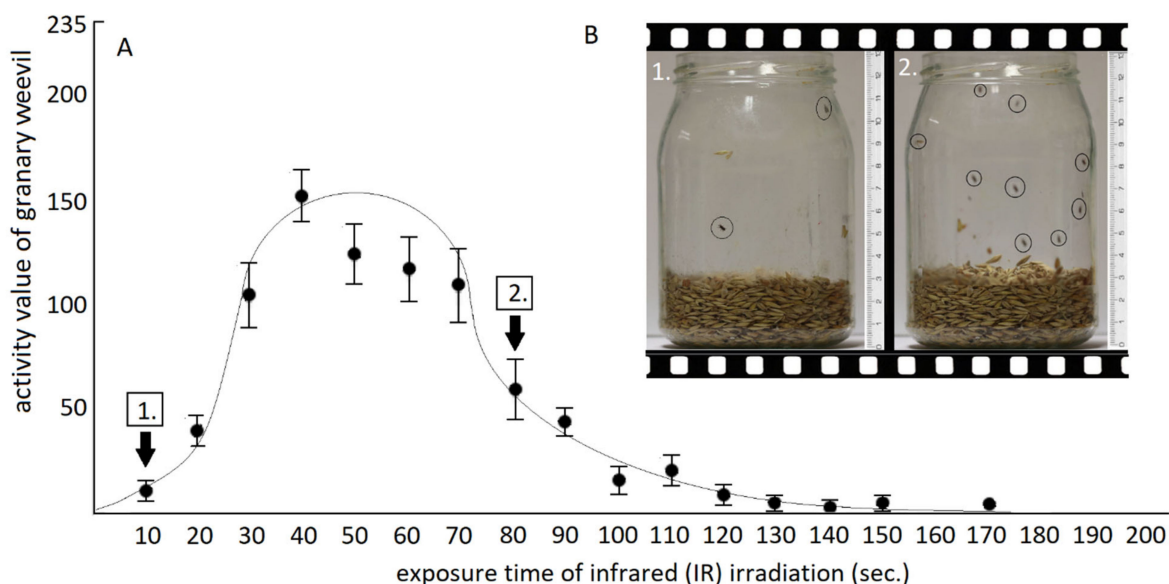 235
200
150
100
50
activity value of granary weevil
A
1.
2.
10 20 30 40 50 60 70 80 90 100 110 120 130 140 150 160 170 180 190 200
exposure time of infrared (IR) irradiation (sec.)
B
1.
2.